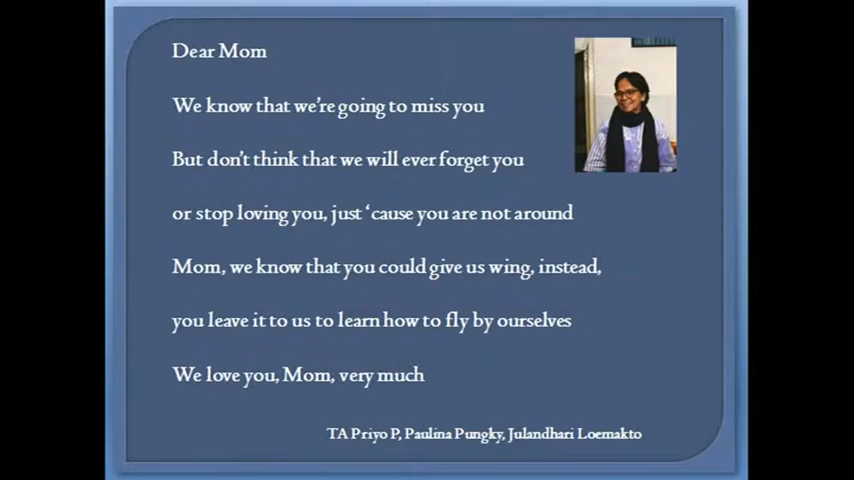 Dear Mom
We know that we're going to miss you
But don't think that we will ever forget you
or stop loving you, just ‘cause you are not around
Mom, we know that you could give us wing, instead,
you leave it to us to learn how to fly by ourselves
We love you, Mom, very much
TA Priyo P, Paulina Pungky, Julandhari Loemakto